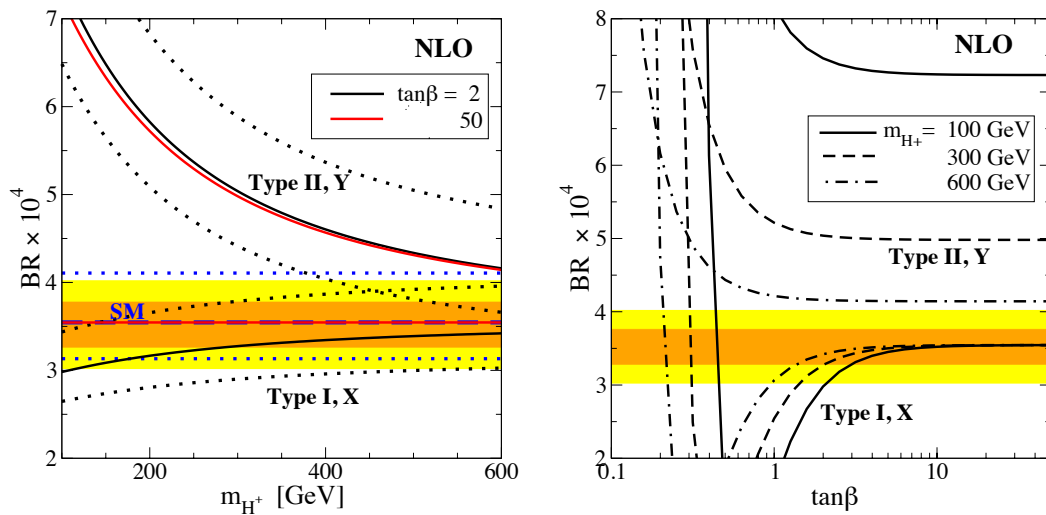 7
6
5
4
3
2
BR × 10⁴
NLO
tanβ = 2
50
Type II, Y
SM
Type I, X
200
400
600
m_H⁺ [GeV]
8
7
6
5
4
3
2
BR × 10⁴
NLO
m_H+ = 100 GeV
300 GeV
600 GeV
Type II, Y
Type I, X
0.1
1
10
tanβ